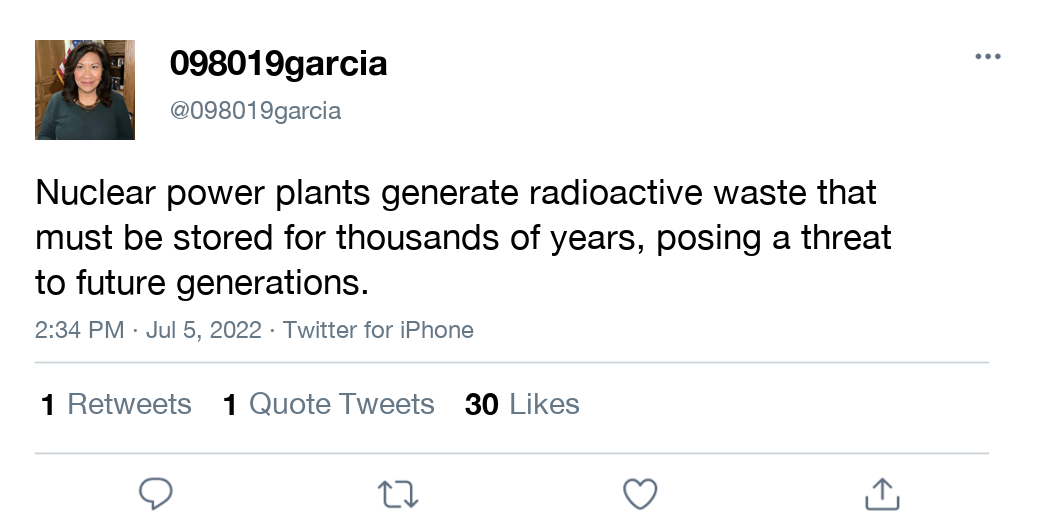 098019garcia
@098019garcia
Nuclear power plants generate radioactive waste that
must be stored for thousands of years, posing a threat
to future generations.
2:34 PM · Jul 5, 2022 · Twitter for iPhone
1 Retweets 1 Quote Tweets 30 Likes